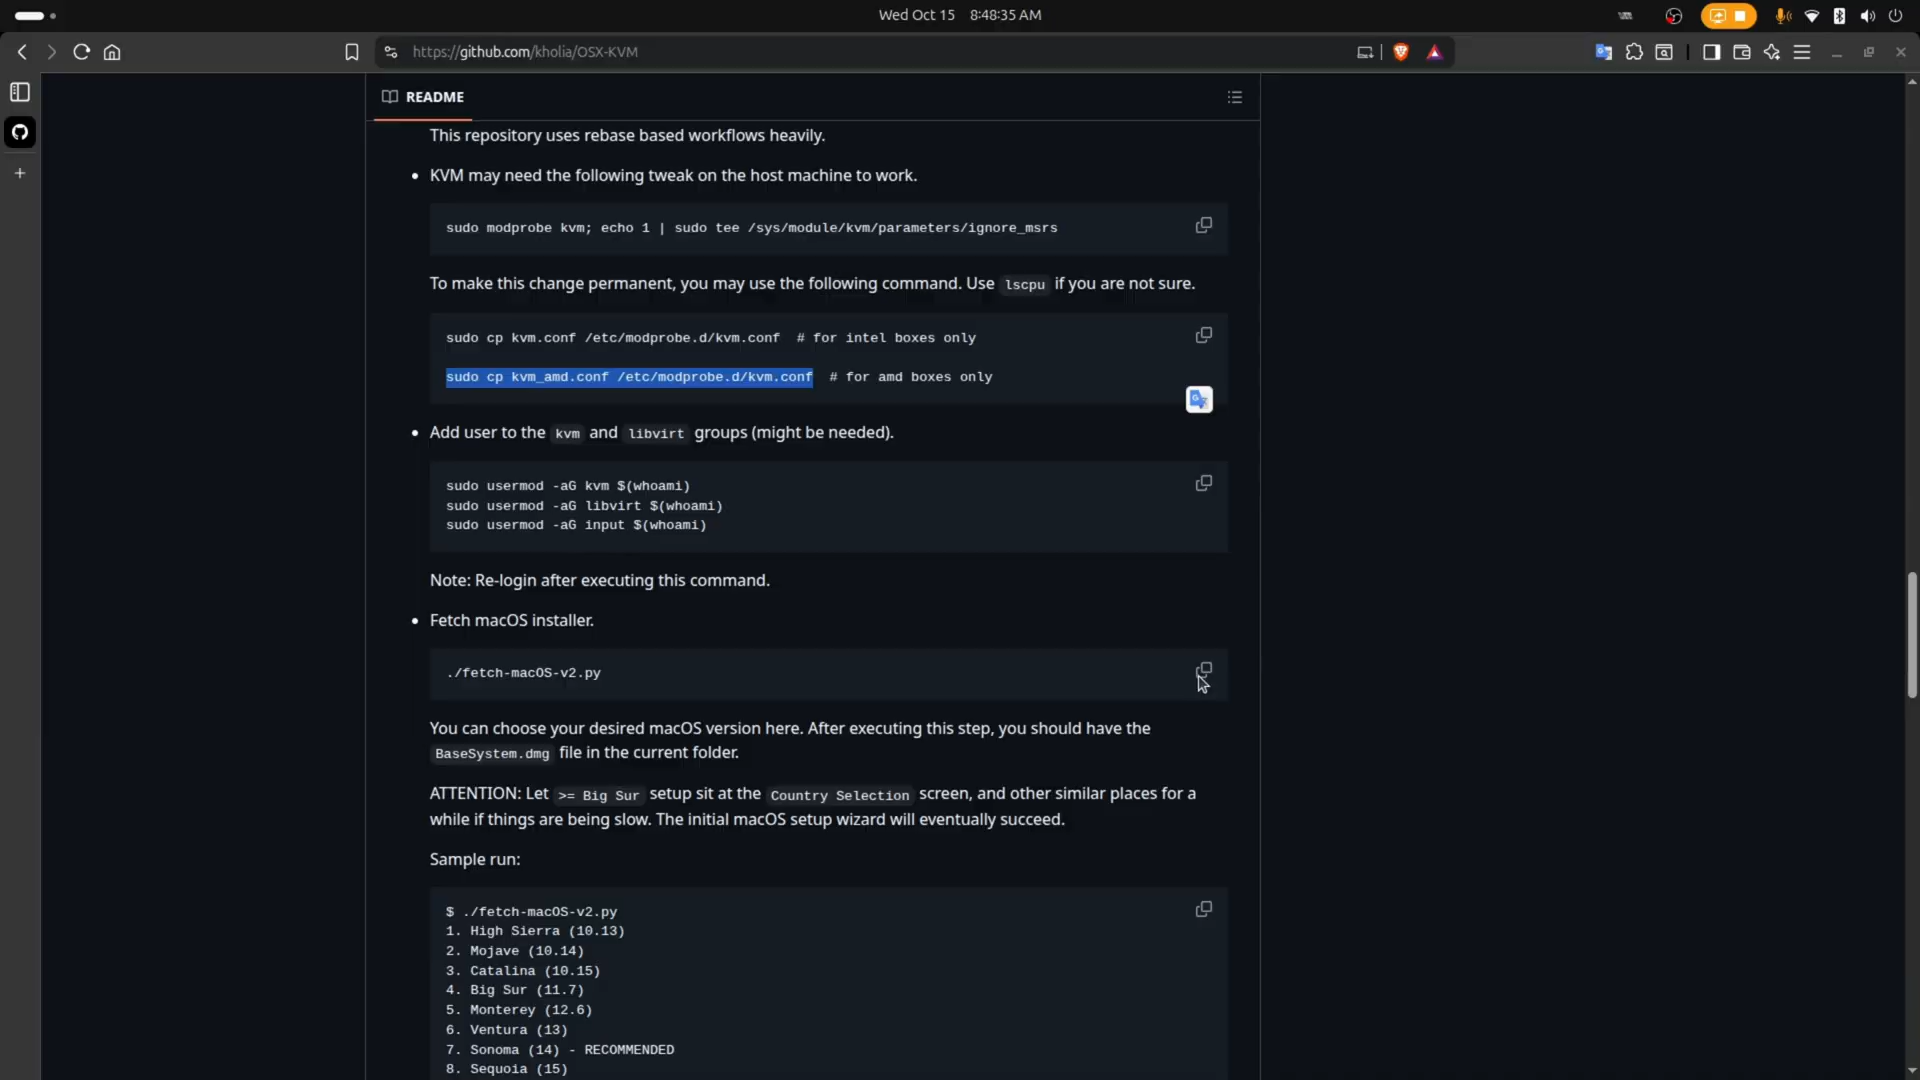 Wed Oct 15 8:48:35 AM
https://github.com/kholia/OSX-KVM
README
This repository uses rebase based workflows heavily.
KVM may need the following tweak on the host machine to work.
sudo modprobe kvm; echo 1 | sudo tee /sys/module/kvm/parameters/ignore_msrs
To make this change permanent, you may use the following command. Use lscpu if you are not sure.
sudo cp kvm.conf /etc/modprobe.d/kvm.conf # for intel boxes only
sudo cp kvm_amd.conf /etc/modprobe.d/kvm.conf # for amd boxes only
Add user to the kvm and libvirt groups (might be needed).
sudo usermod -aG kvm $(whoami)
sudo usermod -aG libvirt $(whoami)
sudo usermod -aG input $(whoami)
Note: Re-login after executing this command.
Fetch macOS installer.
./fetch-macOS-v2.py
You can choose your desired macOS version here. After executing this step, you should have the
BaseSystem.dmg file in the current folder.
ATTENTION: Let >= Big Sur setup sit at the Country Selection screen, and other similar places for a
while if things are being slow. The initial macOS setup wizard will eventually succeed.
Sample run:
$ ./fetch-macOS-v2.py
1. High Sierra (10.13)
2. Mojave (10.14)
3. Catalina (10.15)
4. Big Sur (11.7)
5. Monterey (12.6)
6. Ventura (13)
7. Sonoma (14) - RECOMMENDED
8. Sequoia (15)